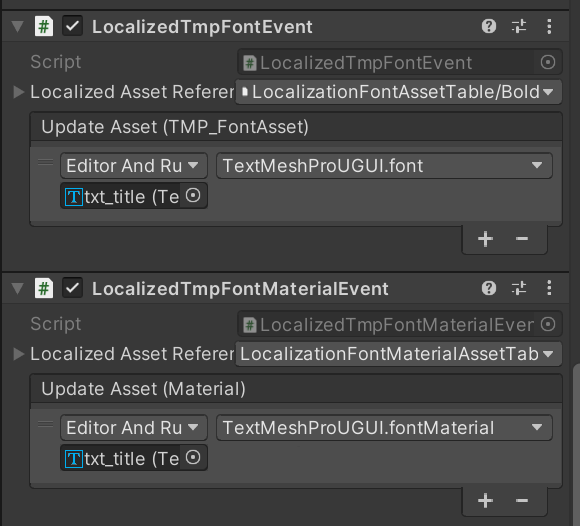 LocalizedTmpFontEvent
Script LocalizedTmpFontEvent
Localized Asset Referer LocalizationFontAssetTable/Bold
Update Asset (TMP_FontAsset)
Editor And Ru TextMeshProUGUI.font
txt_title (Te
LocalizedTmpFontMaterialEvent
Script LocalizedTmpFontMaterialEver
Localized Asset Referer LocalizationFontMaterialAssetTab
Update Asset (Material)
Editor And Ru TextMeshProUGUI.fontMaterial
txt_title (Te